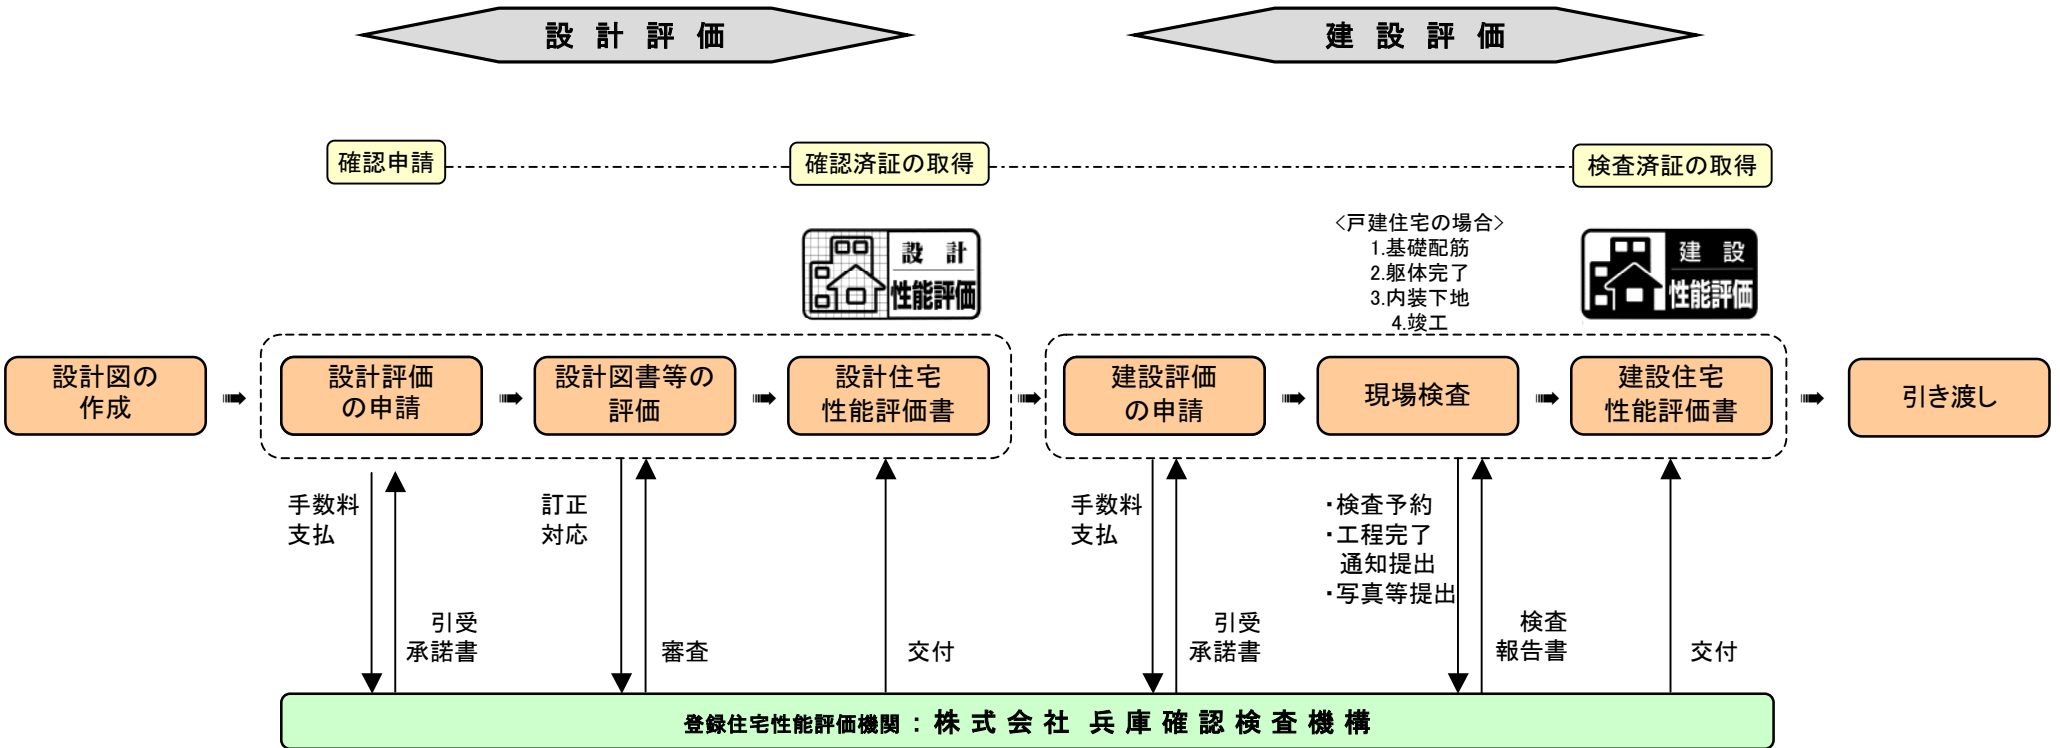 設計評価
建設評価
確認申請
確認済証の取得
検査済証の取得
設計
性能評価
<戸建住宅の場合>
1.基礎配筋
2.躯体完了
3.内装下地
4.竣工
建設
性能評価
設計図の
作成
設計評価
の申請
設計図書等の
評価
設計住宅
性能評価書
建設評価
の申請
現場検査
建設住宅
性能評価書
引き渡し
手数料
支払
引受
承諾書
訂正
対応
審査
交付
手数料
支払
引受
承諾書
・検査予約
・工程完了
通知提出
・写真等提出
検査
報告書
交付
登録住宅性能評価機関：株式会社 兵庫確認検査機構